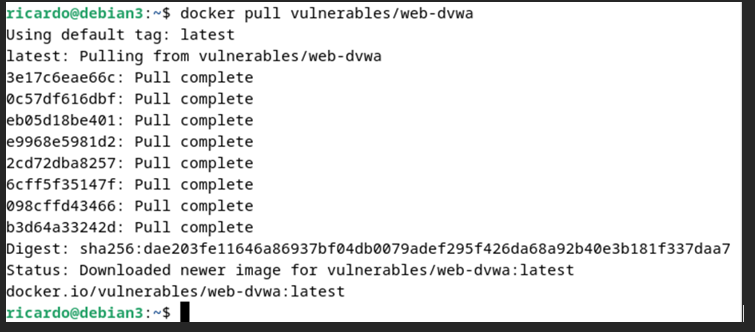 ricardo@debian3:~$ docker pull vulnerables/web-dvwa
Using default tag: latest
latest: Pulling from vulnerables/web-dvwa
3e17c6eae66c: Pull complete
0c57df616dbf: Pull complete
eb05d18be401: Pull complete
e9968e5981d2: Pull complete
2cd72dba8257: Pull complete
6cff5f35147f: Pull complete
098cffd43466: Pull complete
b3d64a33242d: Pull complete
Digest: sha256:dae203fe11646a86937bf04db0079adef295f426da68a92b40e3b181f337daa7
Status: Downloaded newer image for vulnerables/web-dvwa:latest
docker.io/vulnerables/web-dvwa:latest
ricardo@debian3:~$